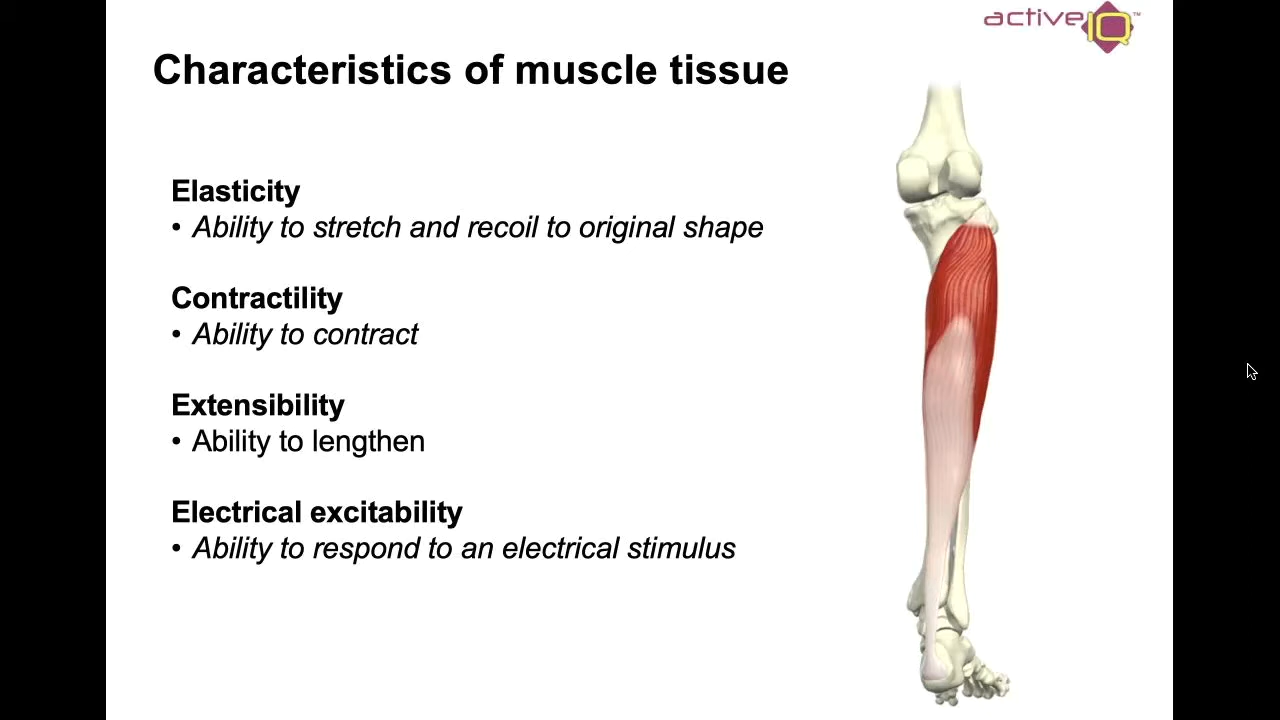 active IQ™
Characteristics of muscle tissue
Elasticity
• Ability to stretch and recoil to original shape
Contractility
• Ability to contract
Extensibility
• Ability to lengthen
Electrical excitability
• Ability to respond to an electrical stimulus